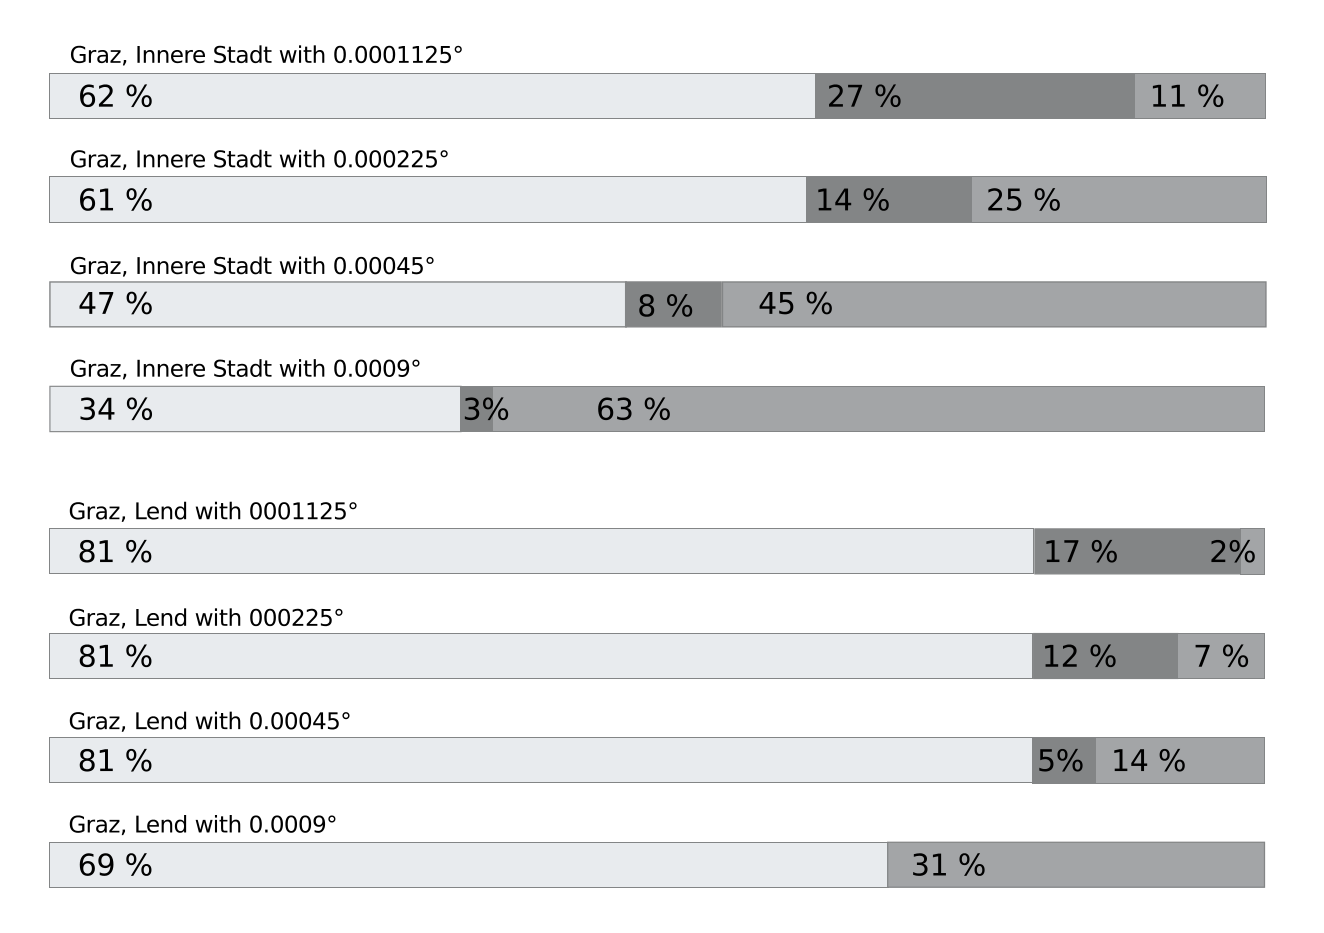 Graz, Innere Stadt with 0.0001125°
62 % 27 % 11 %
Graz, Innere Stadt with 0.000225°
61 % 14 % 25 %
Graz, Innere Stadt with 0.00045°
47 % 8 % 45 %
Graz, Innere Stadt with 0.0009°
34 % 3% 63 %
Graz, Lend with 0001125°
81 % 17 % 2%
Graz, Lend with 000225°
81 % 12 % 7 %
Graz, Lend with 0.00045°
81 % 5% 14 %
Graz, Lend with 0.0009°
69 % 31 %